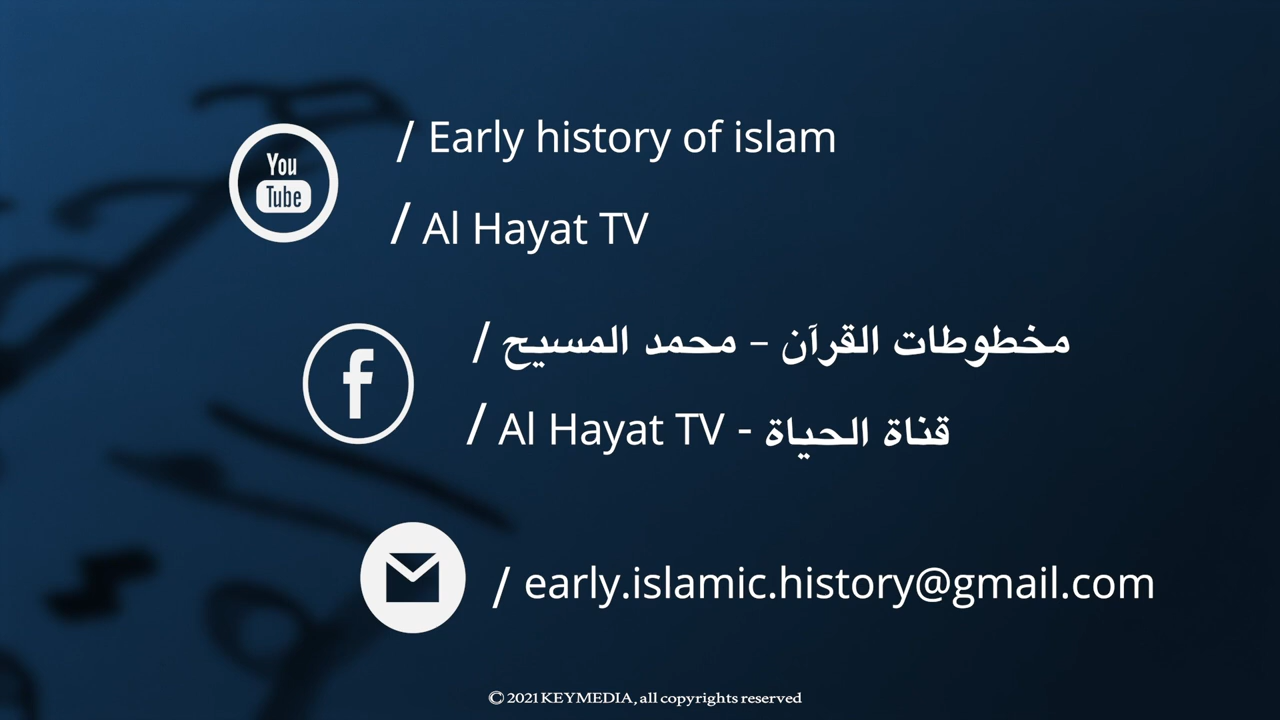 You
Tube
/ Early history of islam
/ Al Hayat TV
/ مخطوطات القرآن – محمد المسيح
/ Al Hayat TV - قناة الحياة
/ early.islamic.history@gmail.com
© 2021 KEYMEDIA, all copyrights reserved